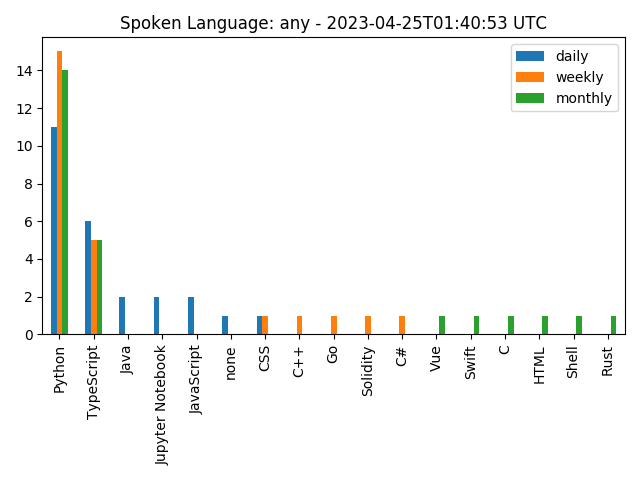 Spoken Language: any - 2023-04-25T01:40:53 UTC
daily
weekly
monthly
14
12
10
8
6
4
2
0
Python
TypeScript
Java
Jupyter Notebook
JavaScript
none
CSS
C++
Go
Solidity
C#
Vue
Swift
C
HTML
Shell
Rust